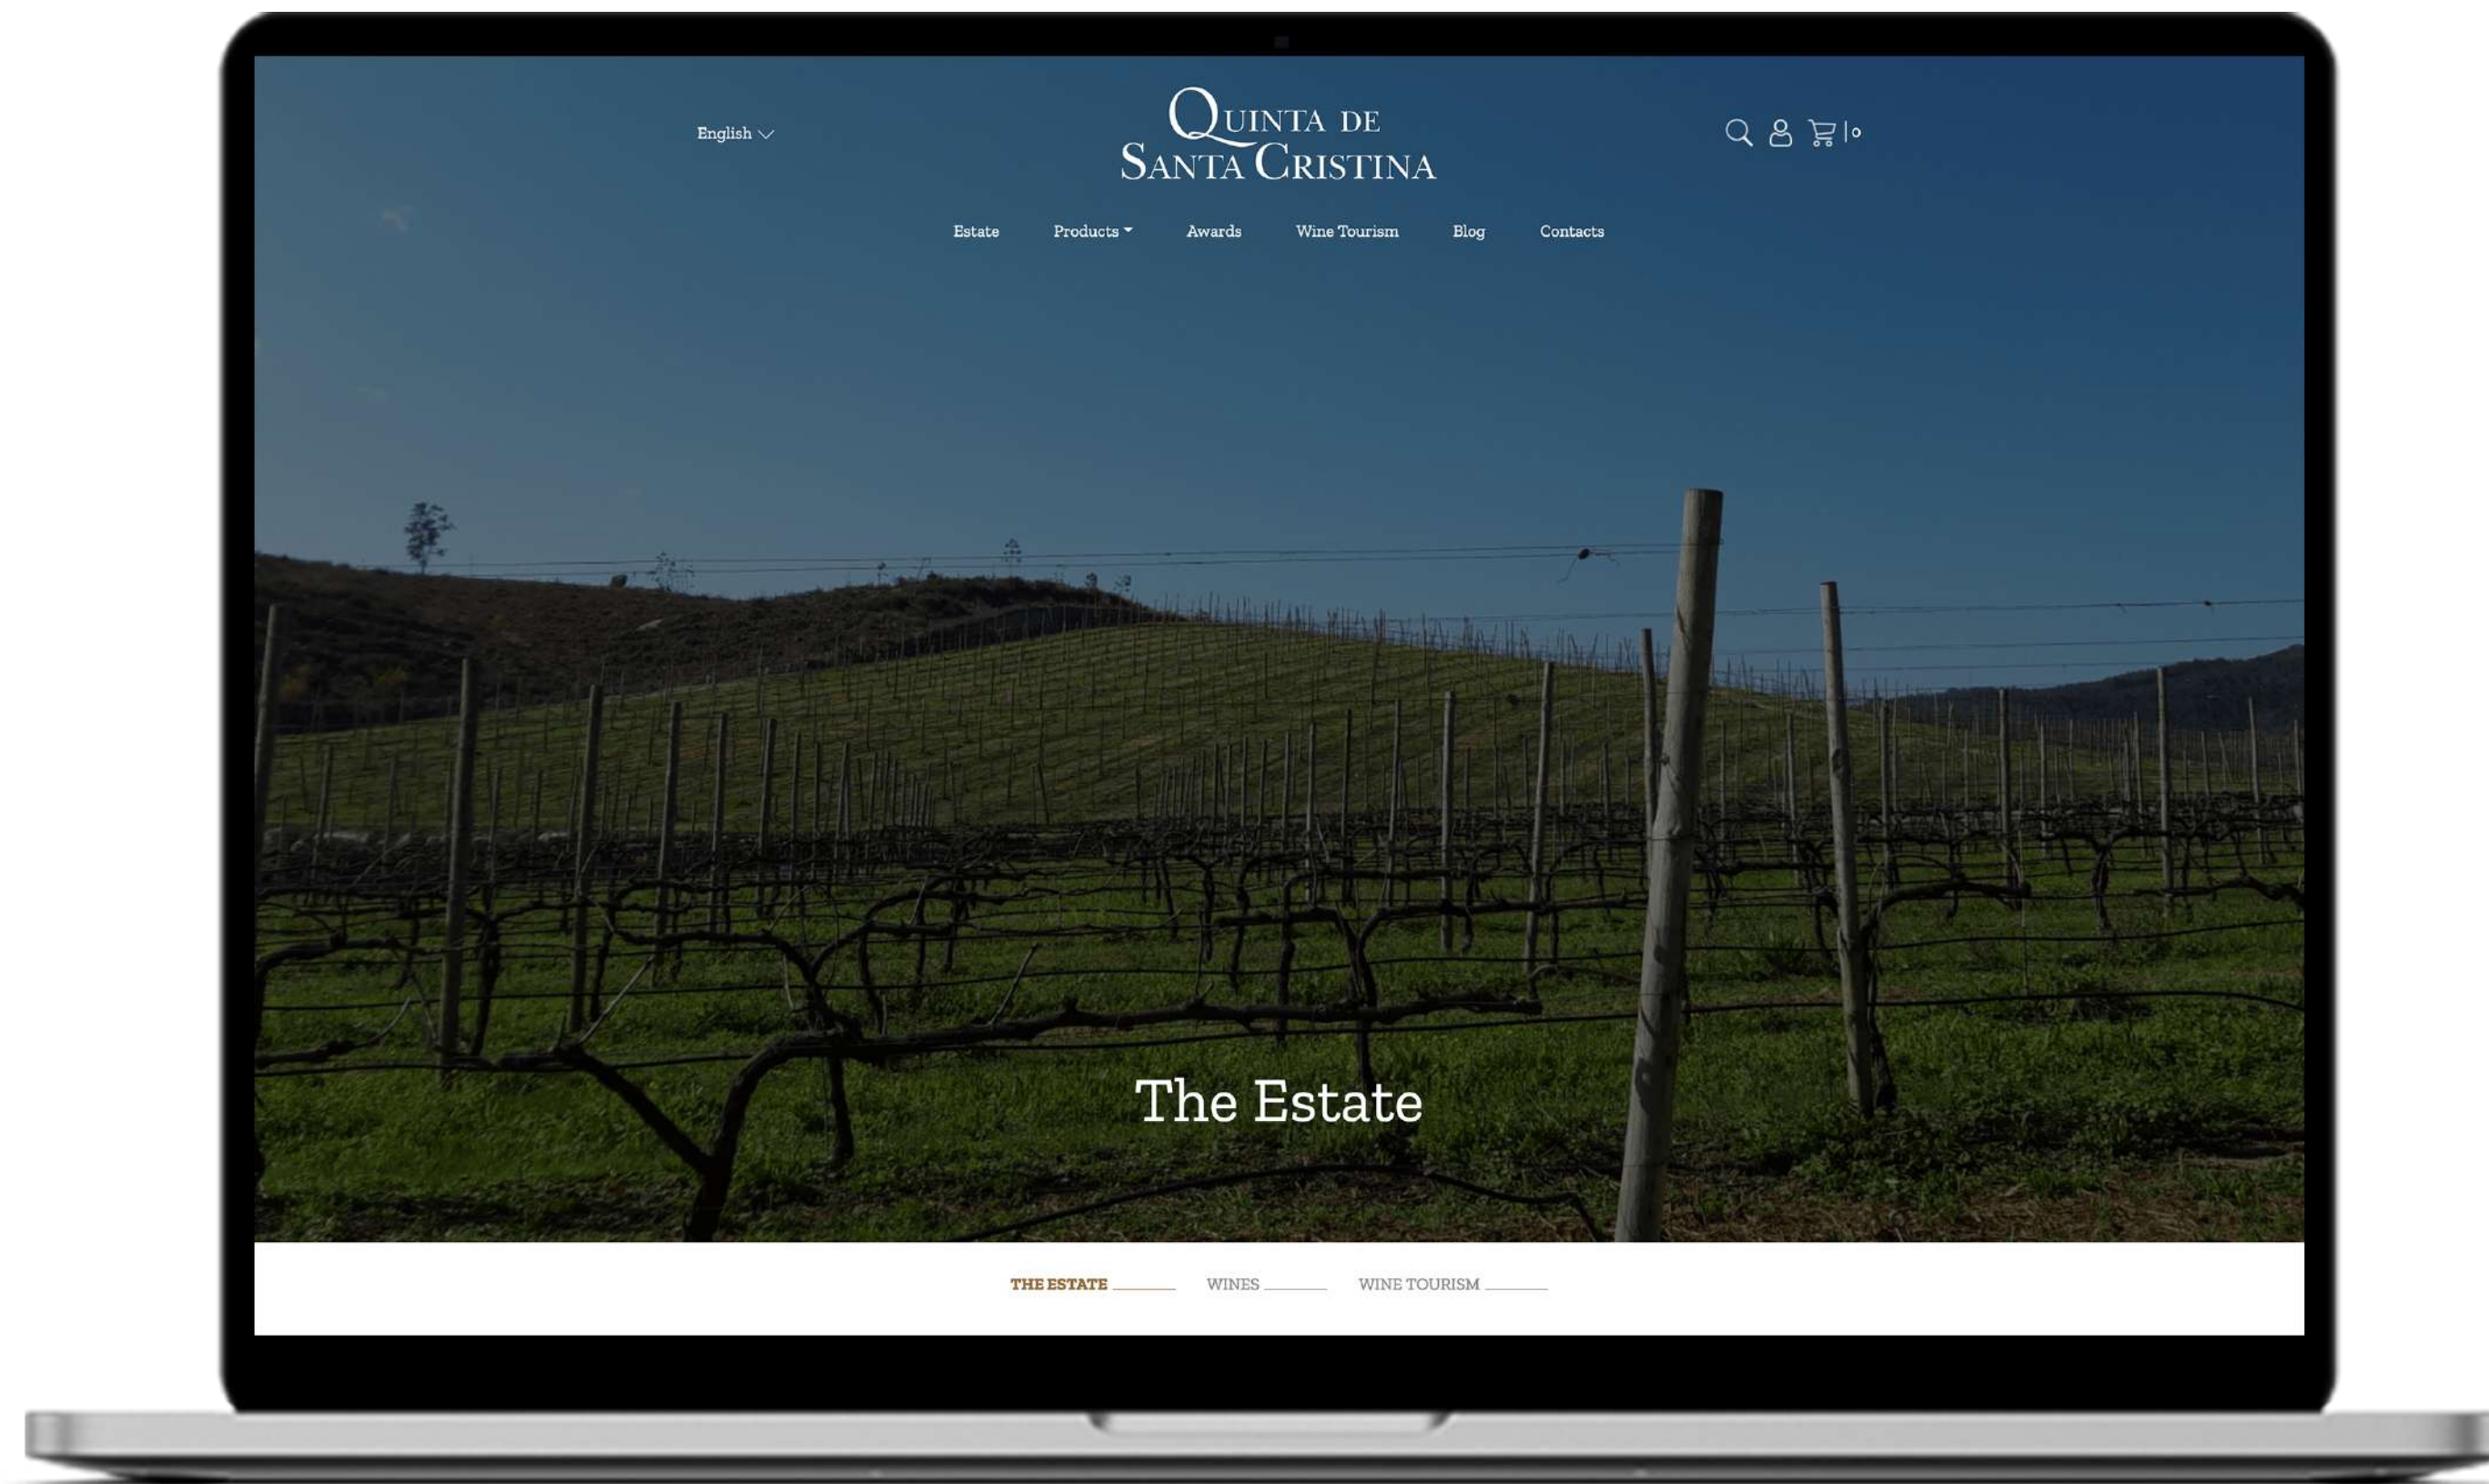 English
QUINTA DE
SANTA CRISTINA
0
Estate Products Awards Wine Tourism Blog Contacts
The Estate
THE ESTATE WINES WINE TOURISM